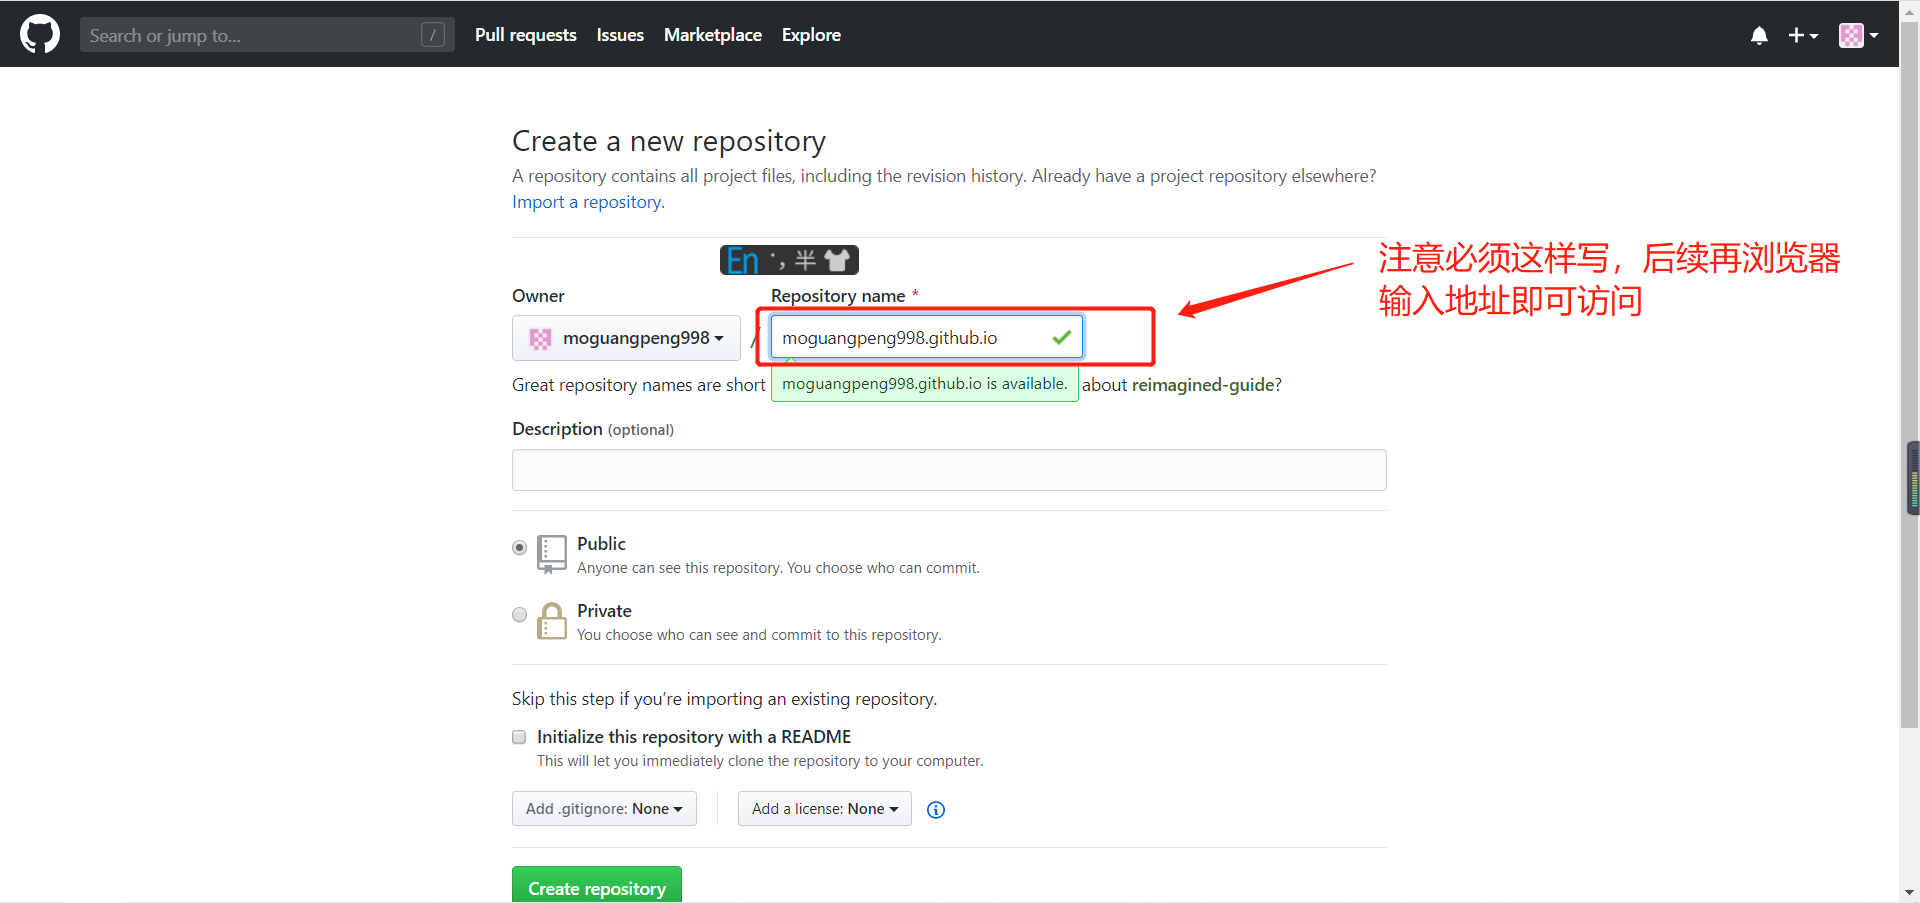 Search or jump to...
/
Pull requests
Issues
Marketplace
Explore
Create a new repository
A repository contains all project files, including the revision history. Already have a project repository elsewhere?
Import a repository.
En ,半
注意必须这样写，后续再浏览器
输入地址即可访问
Owner
Repository name *
moguangpeng998
/
moguangpeng998.github.io
Great repository names are short
moguangpeng998.github.io is available.
about reimagined-guide?
Description (optional)
Public
Anyone can see this repository. You choose who can commit.
Private
You choose who can see and commit to this repository.
Skip this step if you’re importing an existing repository.
Initialize this repository with a README
This will let you immediately clone the repository to your computer.
Add .gitignore: None
Add a license: None
Create repository